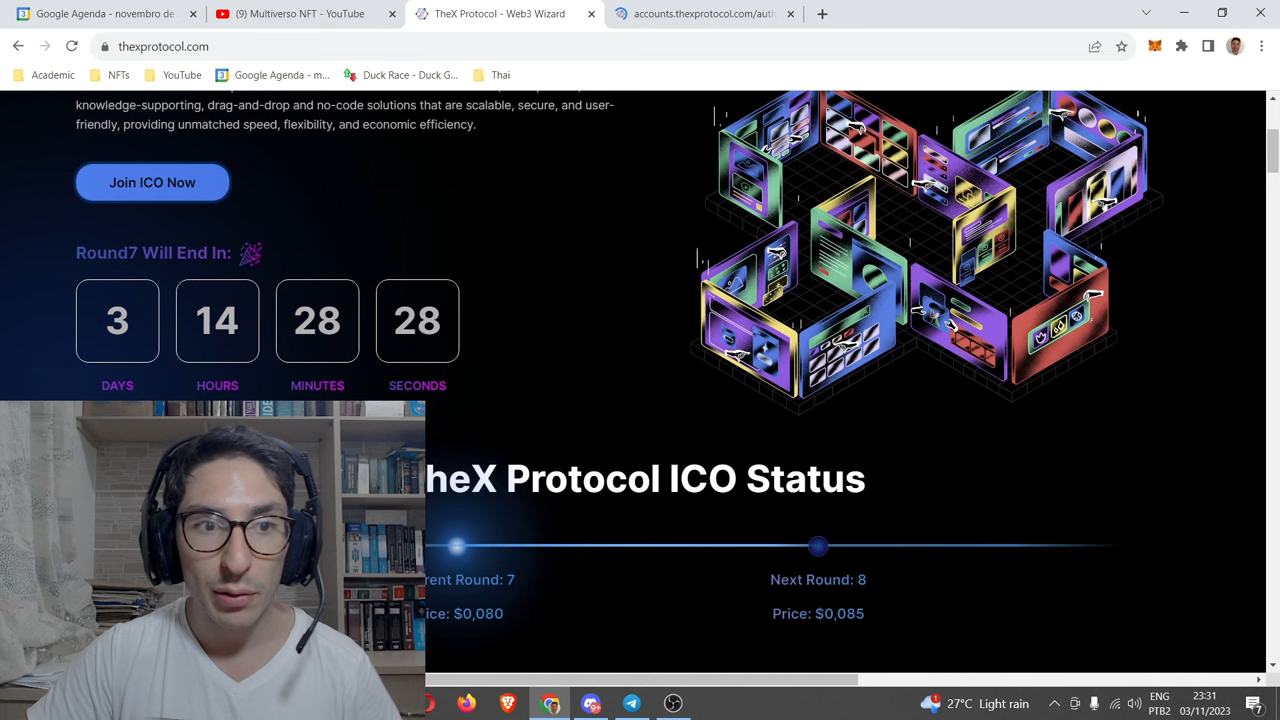 Google Agenda - novembro de
(9) Multiverso NFT - YouTube
TheX Protocol - Web3 Wizard
accounts.thexprotocol.com/auth
thexprotocol.com
Academic
NFTs
YouTube
Google Agenda - m...
Duck Race - Duck G...
Thai
knowledge-supporting, drag-and-drop and no-code solutions that are scalable, secure, and user-
friendly, providing unmatched speed, flexibility, and economic efficiency.
Join ICO Now
Round7 Will End In:
3 14 28 28
DAYS HOURS MINUTES SECONDS
heX Protocol ICO Status
rent Round: 7
Next Round: 8
ice: $0,080
Price: $0,085
27°C Light rain
ENG
PTB2
23:31
03/11/2023
7